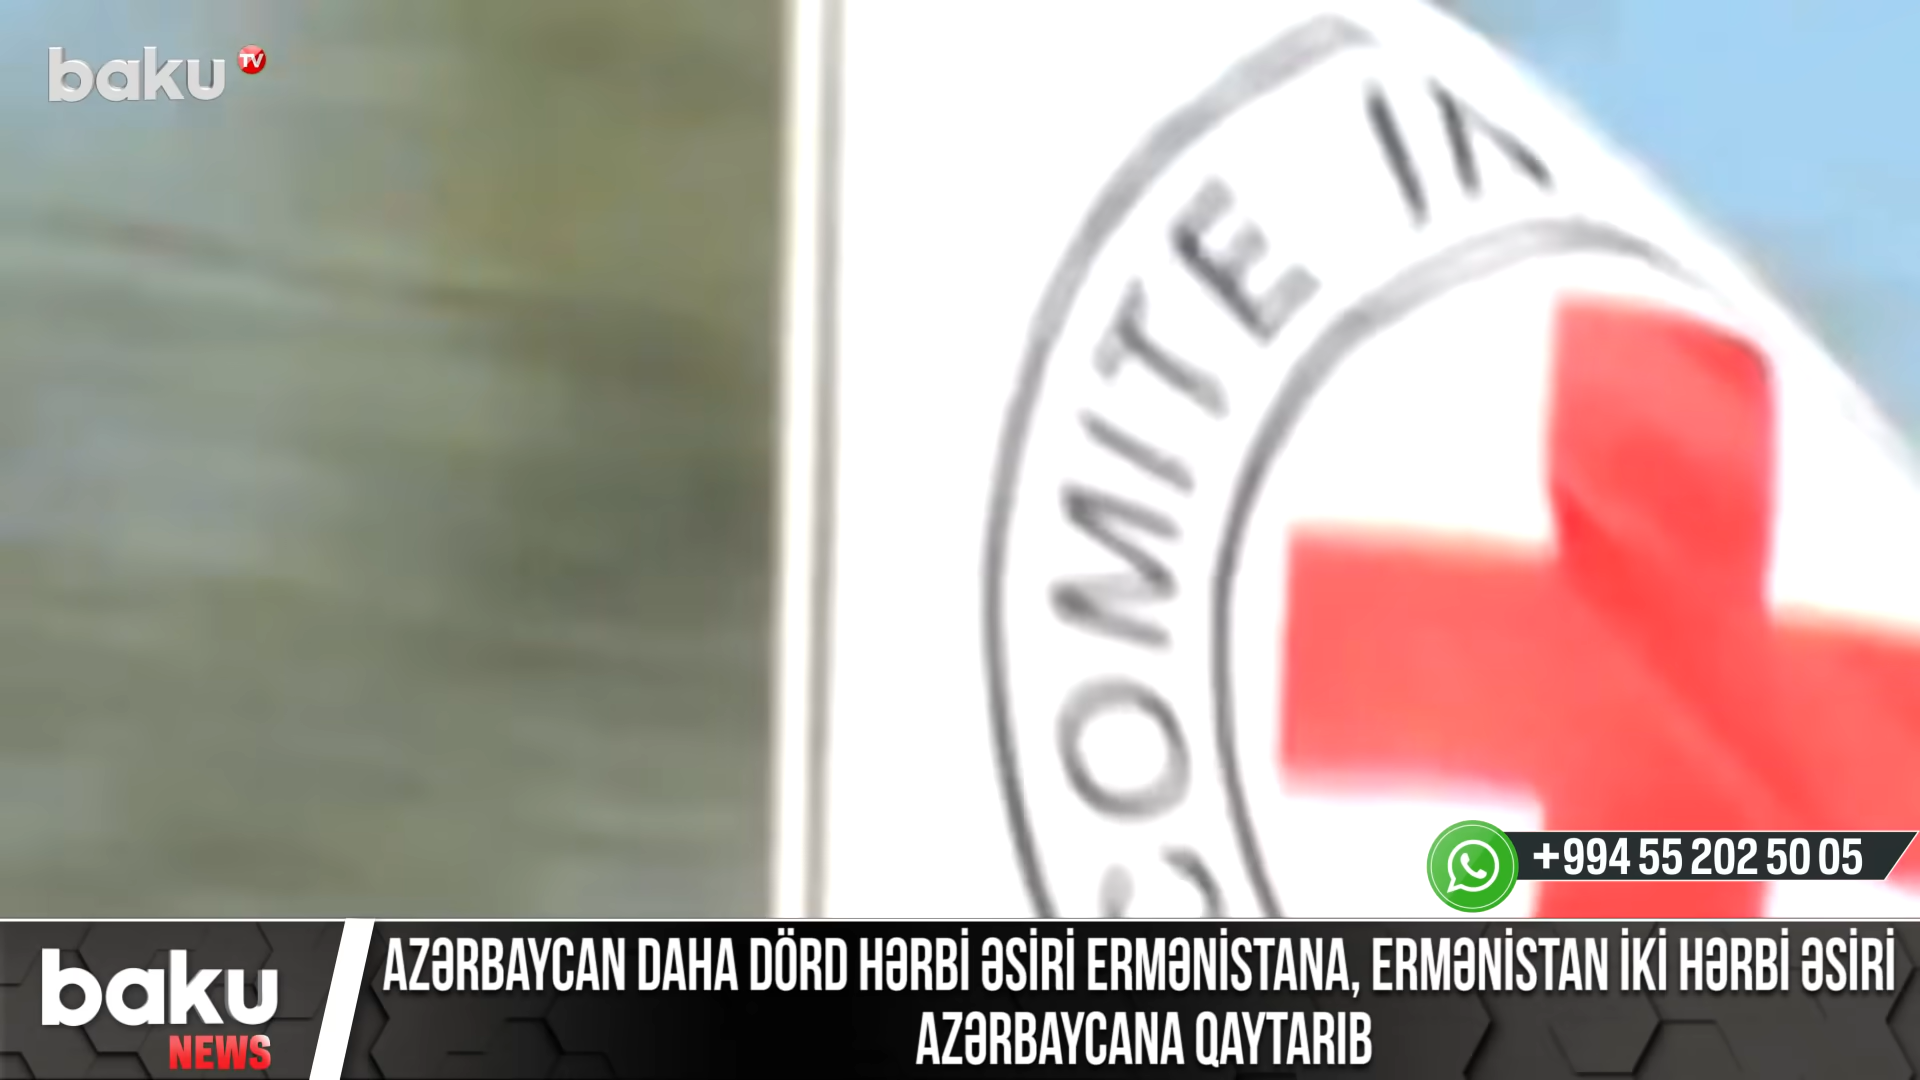 baku TV
COMITE IN
+994 55 202 50 05
baku
NEWS
AZƏRBAYCAN DAHA DÖRD HƏRBİ ƏSİRİ ERMƏNİSTANA, ERMƏNİSTAN İKİ HƏRBİ ƏSİRİ
AZƏRBAYCANA QAYTARIB